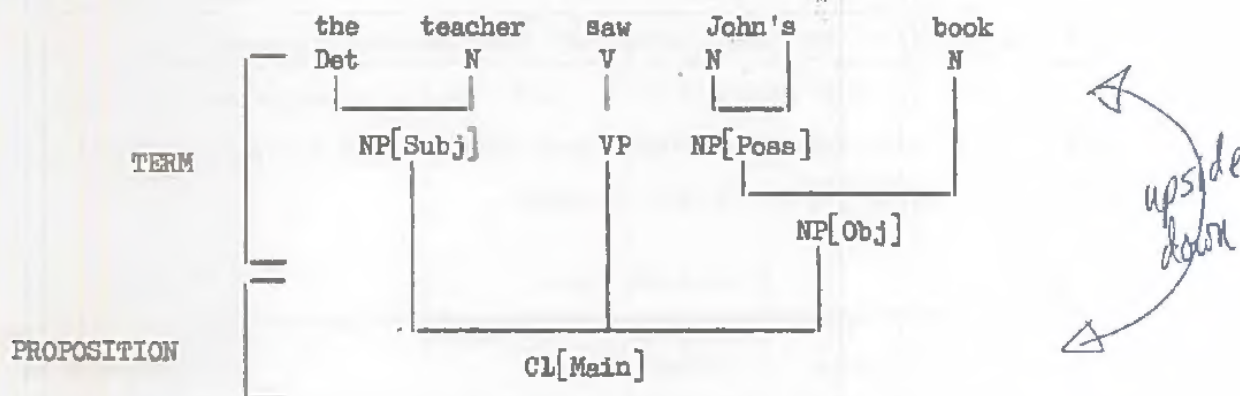 the teacher saw John's book
Det N V N N
NP[Subj] VP NP[Poss]
TERM
NP[Obj]
upside
down
PROPOSITION
Cl[Main]